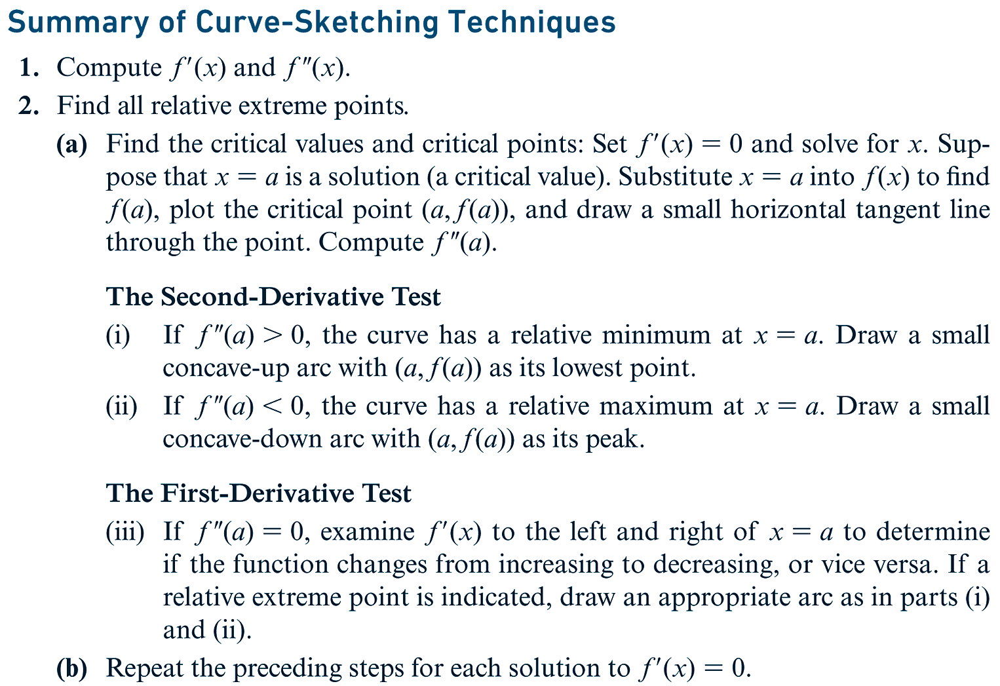 Summary of Curve-Sketching Techniques
1. Compute f′(x) and f″(x).
2. Find all relative extreme points.
(a) Find the critical values and critical points: Set f′(x) = 0 and solve for x. Sup-
pose that x = a is a solution (a critical value). Substitute x = a into f(x) to find
f(a), plot the critical point (a, f(a)), and draw a small horizontal tangent line
through the point. Compute f″(a).
The Second-Derivative Test
(i) If f″(a) > 0, the curve has a relative minimum at x = a. Draw a small
concave-up arc with (a, f(a)) as its lowest point.
(ii) If f″(a) < 0, the curve has a relative maximum at x = a. Draw a small
concave-down arc with (a, f(a)) as its peak.
The First-Derivative Test
(iii) If f″(a) = 0, examine f′(x) to the left and right of x = a to determine
if the function changes from increasing to decreasing, or vice versa. If a
relative extreme point is indicated, draw an appropriate arc as in parts (i)
and (ii).
(b) Repeat the preceding steps for each solution to f′(x) = 0.